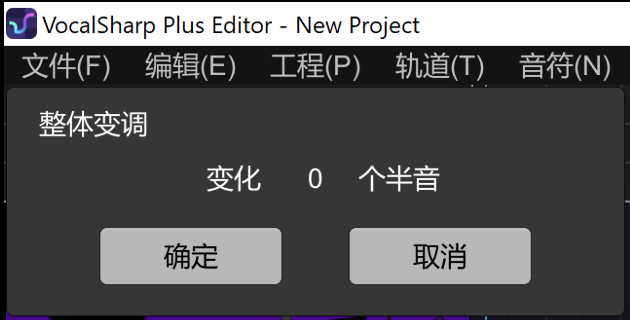 VocalSharp Plus Editor - New Project
文件(F) 编辑(E) 工程(P) 轨道(T) 音符(N)
整体变调
变化 0 个半音
确定 取消